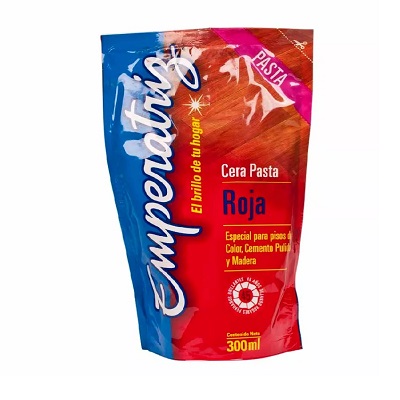 PASTA
Emperatriz
El brillo de tu hogar
Cera Pasta
Roja
Especial para pisos de
Color, Cemento Pulido
y Madera
Contenido Neto
300ml